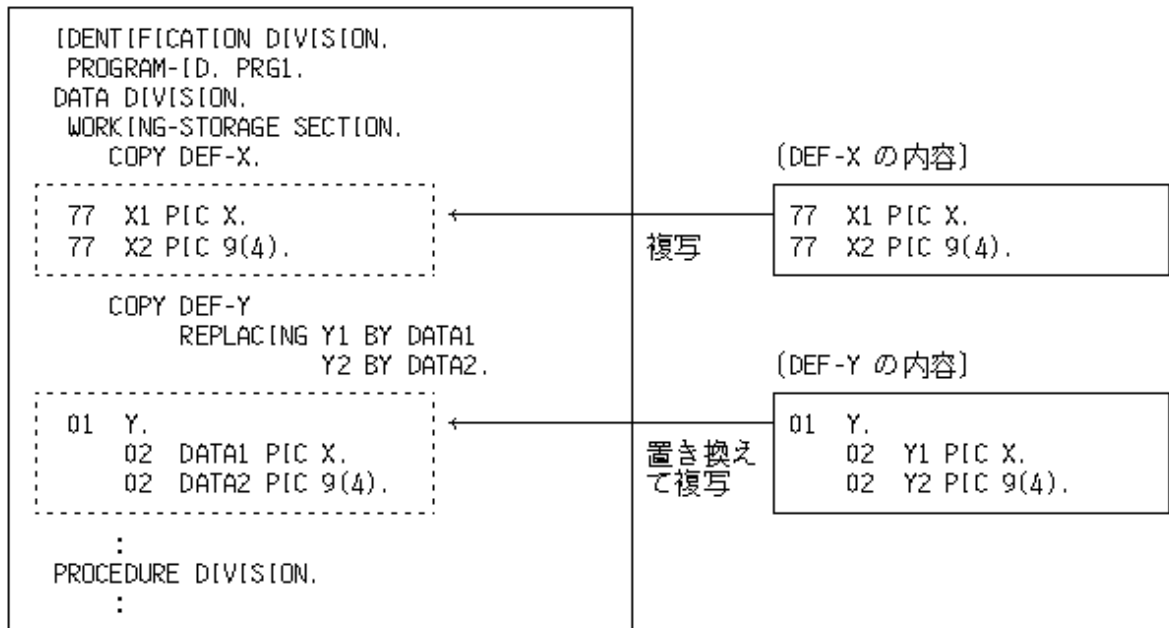 IDENTIFICATION DIVISION.
PROGRAM-ID. PRG1.
DATA DIVISION.
WORKING-STORAGE SECTION.
COPY DEF-X.
77 X1 PIC X.
77 X2 PIC 9(4).
複写
[DEF-X の内容]
77 X1 PIC X.
77 X2 PIC 9(4).
COPY DEF-Y
REPLACING Y1 BY DATA1
Y2 BY DATA2.
01 Y.
02 DATA1 PIC X.
02 DATA2 PIC 9(4).
置き換え
て複写
[DEF-Y の内容]
01 Y.
02 Y1 PIC X.
02 Y2 PIC 9(4).
:
PROCEDURE DIVISION.
: